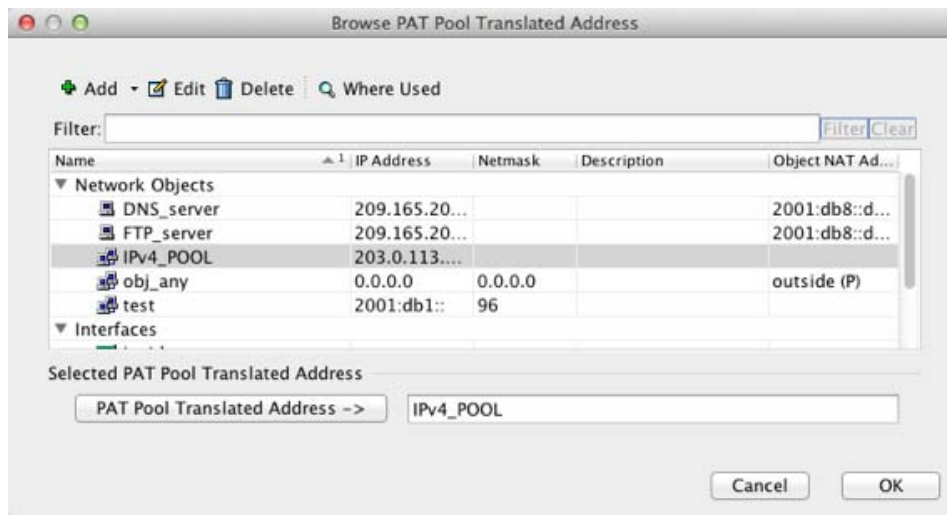 Browse PAT Pool Translated Address
Add Edit Delete Where Used
Filter: Filter Clear
Name 1 IP Address Netmask Description Object NAT Ad...
Network Objects
DNS_server 209.165.20... 2001:db8::d...
FTP_server 209.165.20... 2001:db8::d...
IPv4_POOL 203.0.113....
obj_any 0.0.0.0 0.0.0.0 outside (P)
test 2001:db1:: 96
Interfaces
Selected PAT Pool Translated Address
PAT Pool Translated Address -> IPv4_POOL
Cancel OK